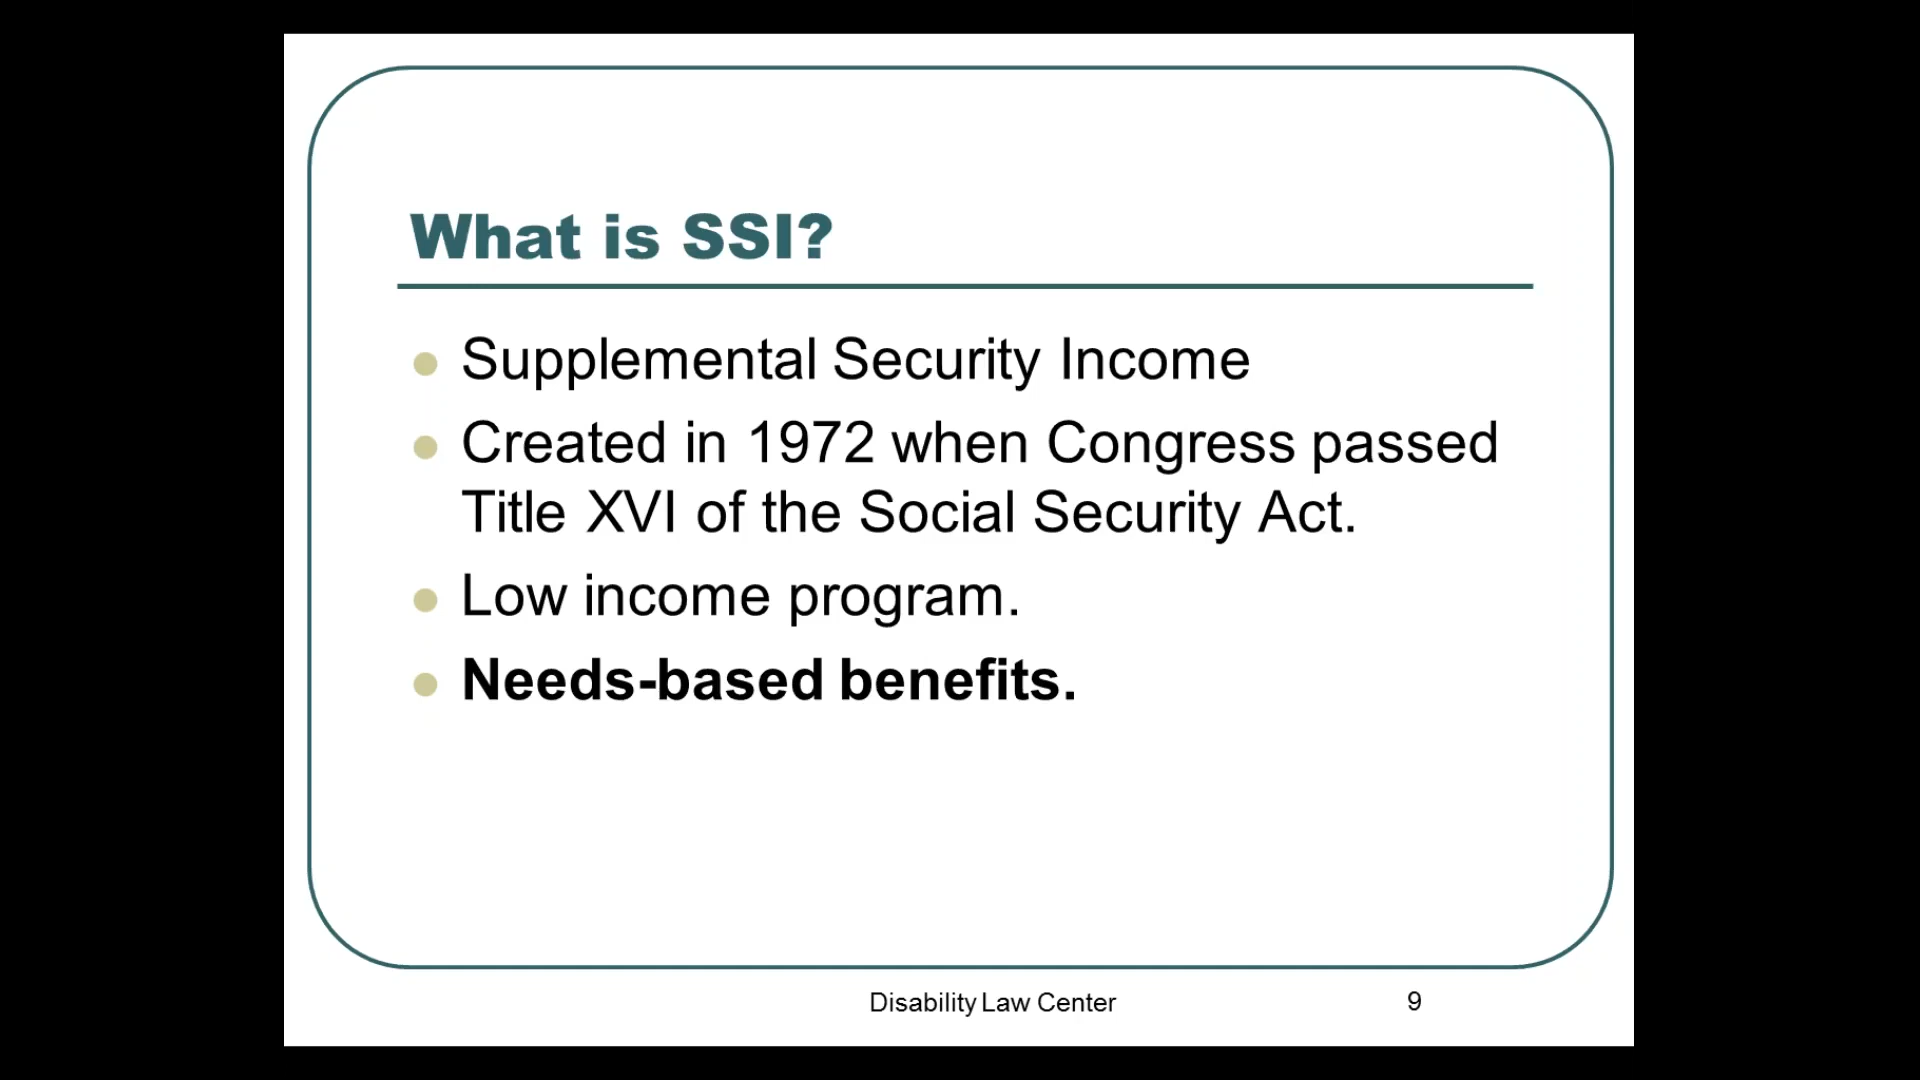 What is SSI?
Supplemental Security Income
Created in 1972 when Congress passed
Title XVI of the Social Security Act.
Low income program.
Needs-based benefits.
Disability Law Center
9